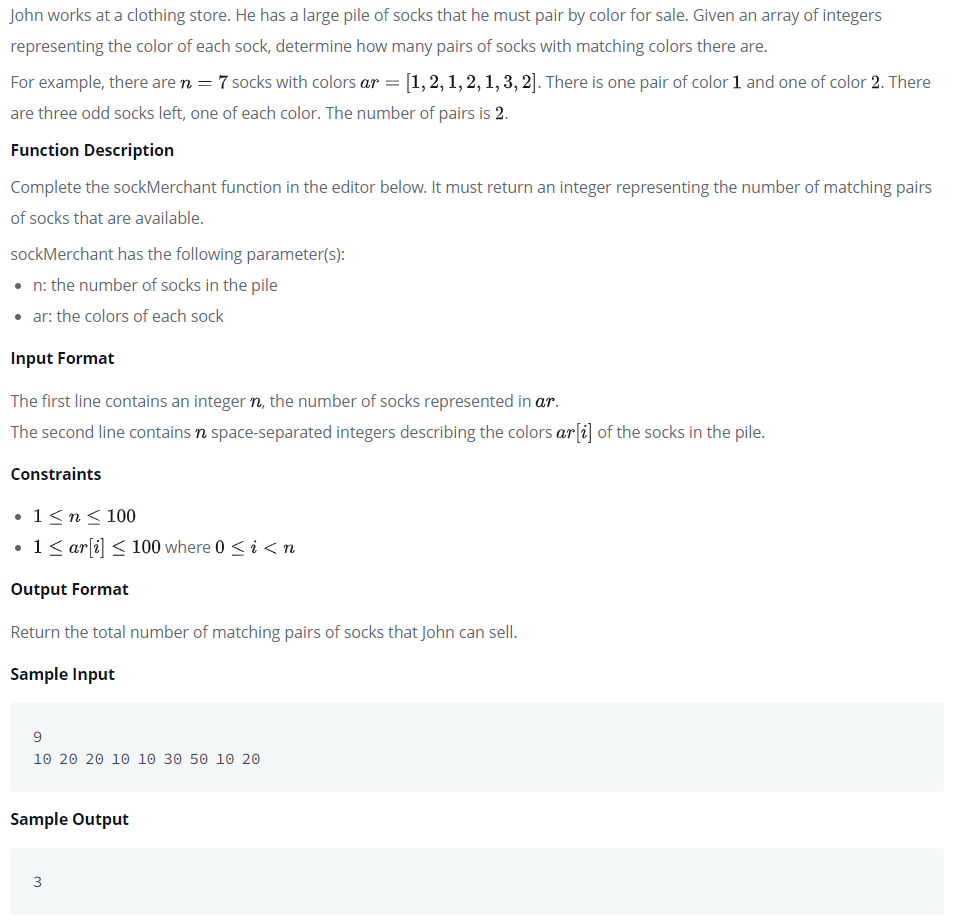 John works at a clothing store. He has a large pile of socks that he must pair by color for sale. Given an array of integers
representing the color of each sock, determine how many pairs of socks with matching colors there are.
For example, there are n = 7 socks with colors ar = [1, 2, 1, 2, 1, 3, 2]. There is one pair of color 1 and one of color 2. There
are three odd socks left, one of each color. The number of pairs is 2.
Function Description
Complete the sockMerchant function in the editor below. It must return an integer representing the number of matching pairs
of socks that are available.
sockMerchant has the following parameter(s):
• n: the number of socks in the pile
• ar: the colors of each sock
Input Format
The first line contains an integer n, the number of socks represented in ar.
The second line contains n space-separated integers describing the colors ar[i] of the socks in the pile.
Constraints
• 1 ≤ n ≤ 100
• 1 ≤ ar[i] ≤ 100 where 0 ≤ i < n
Output Format
Return the total number of matching pairs of socks that John can sell.
Sample Input
9
10 20 20 10 10 30 50 10 20
Sample Output
3